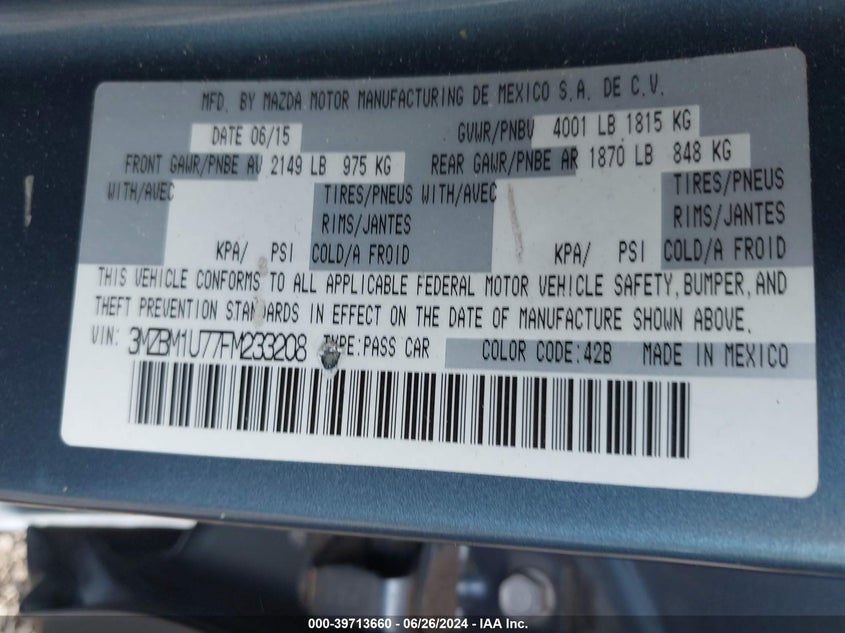 MFD. BY MAZDA MOTOR MANUFACTURING DE MEXICO S.A. DE C.V.
DATE 06/15 GVWR/PNBV 4001 LB 1815 KG
FRONT GAWR/PNBE AV 2149 LB 975 KG REAR GAWR/PNBE AR 1870 LB 848 KG
WITH/AVEC TIRES/PNEUS WITH/AVEC TIRES/PNEUS
RIMS/JANTES RIMS/JANTES
KPA/ PSI COLD/A FROID KPA/ PSI COLD/A FROID
THIS VEHICLE CONFORMS TO ALL APPLICABLE FEDERAL MOTOR VEHICLE SAFETY, BUMPER, AND
THEFT PREVENTION STANDARDS IN EFFECT ON THE DATE OF MANUFACTURE SHOWN ABOVE.
VIN: 3MZBM1U77FM233208 TYPE:PASS CAR COLOR CODE:42B MADE IN MEXICO
000-39713660 - 06/26/2024 - IAA Inc.